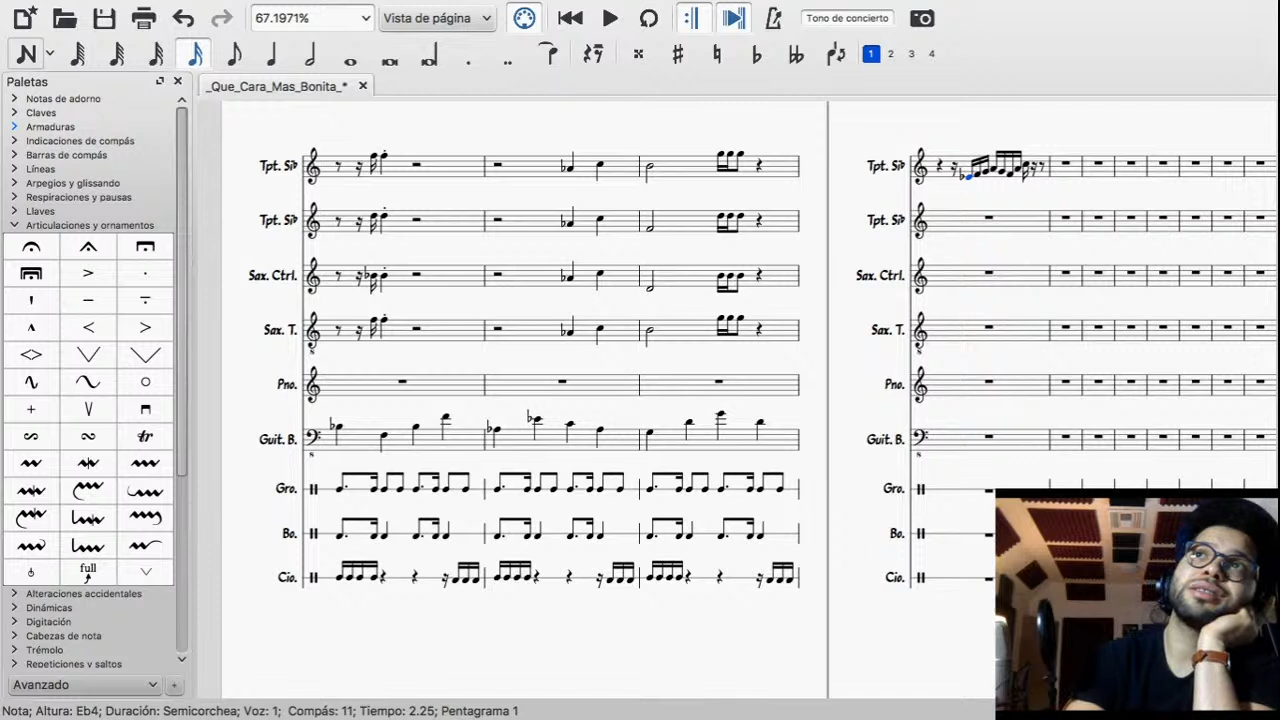 67.1971%
Vista de página
Tono de concierto
1 2 3 4
Paletas
_Que_Cara_Mas_Bonita_*
Notas de adorno
Claves
Armaduras
Indicaciones de compás
Barras de compás
Líneas
Arpegios y glissando
Respiraciones y pausas
Llaves
Articulaciones y ornamentos
tr
full
Alteraciones accidentales
Dinámicas
Digitación
Cabezas de nota
Trémolo
Repeticiones y saltos
Avanzado
Tpt. Si♭
Tpt. Si♭
Sax. Ctrl.
Sax. T.
Pno.
Guit. B.
Gro.
Bo.
Cio.
Tpt. Si♭
Tpt. Si♭
Sax. Ctrl.
Sax. T.
Pno.
Guit. B.
Gro.
Bo.
Cio.
Nota; Altura: Eb4; Duración: Semicorchea; Voz: 1; Compás: 11; Tiempo: 2.25; Pentagrama 1